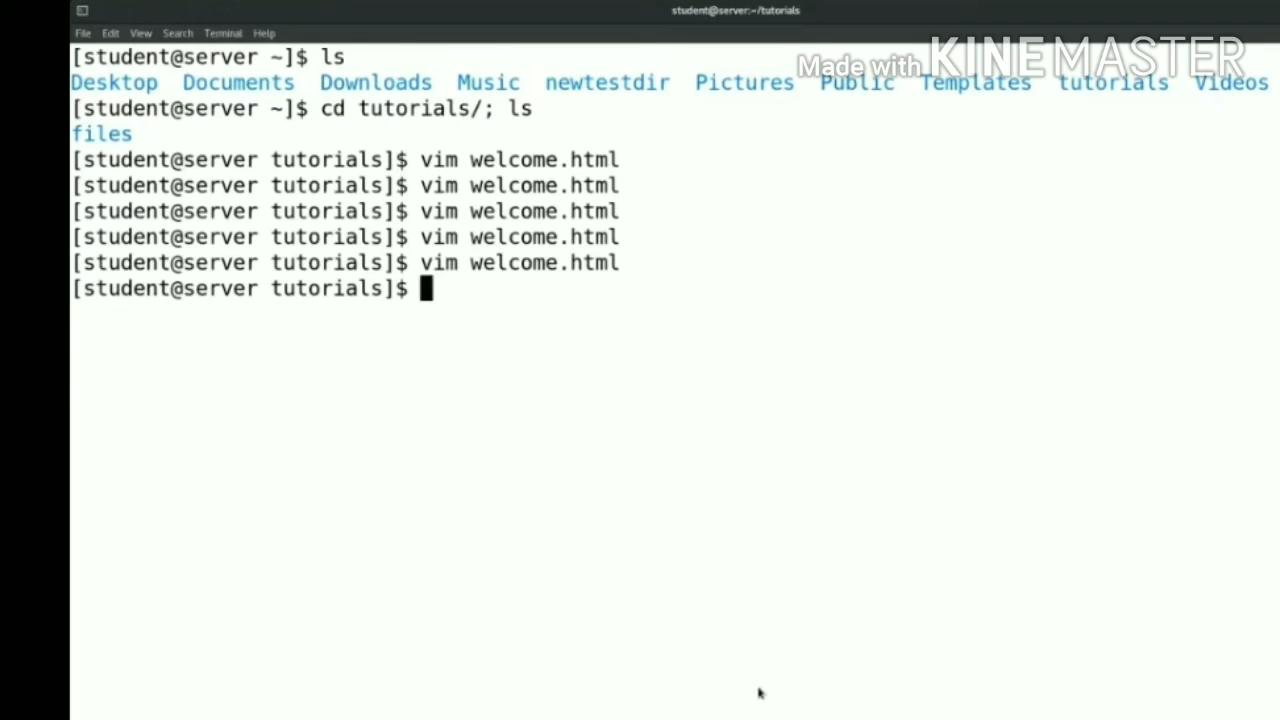 student@server:~/tutorials
File Edit View Search Terminal Help
Made with KINEMASTER
[student@server ~]$ ls
Desktop Documents Downloads Music newtestdir Pictures Public Templates tutorials Videos
[student@server ~]$ cd tutorials/; ls
files
[student@server tutorials]$ vim welcome.html
[student@server tutorials]$ vim welcome.html
[student@server tutorials]$ vim welcome.html
[student@server tutorials]$ vim welcome.html
[student@server tutorials]$ vim welcome.html
[student@server tutorials]$